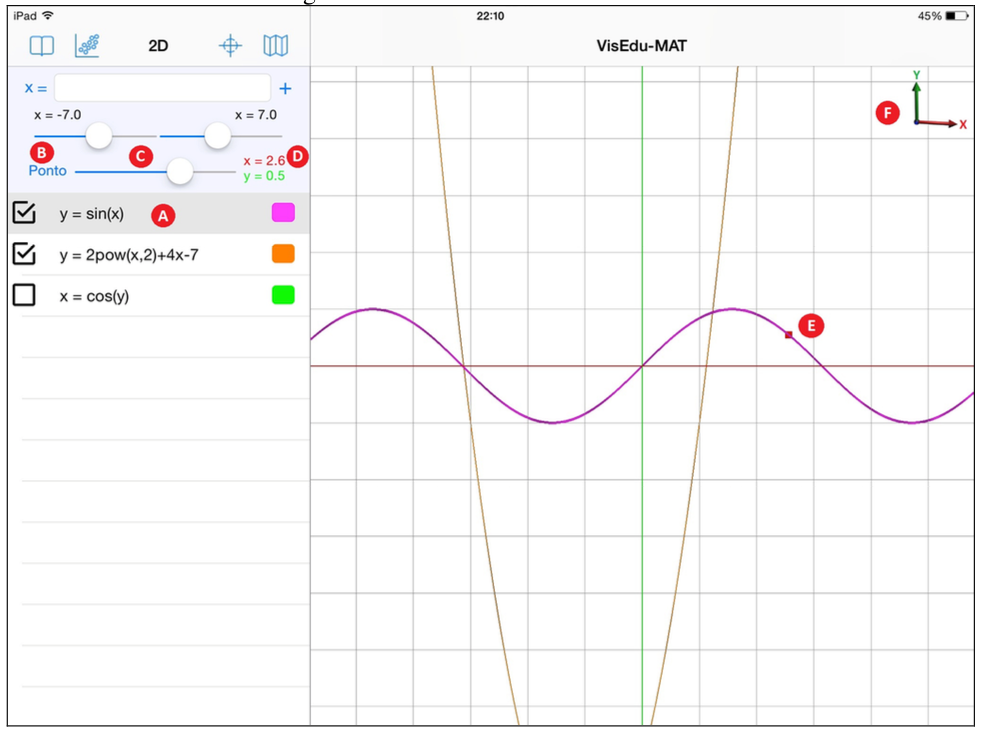 iPad 22:10 45%
2D VisEdu-MAT
x = +
x = -7.0 x = 7.0
B C x = 2.6 D
Ponto y = 0.5
y = sin(x) A
y = 2pow(x,2)+4x-7
x = cos(y)
Y
F X
E